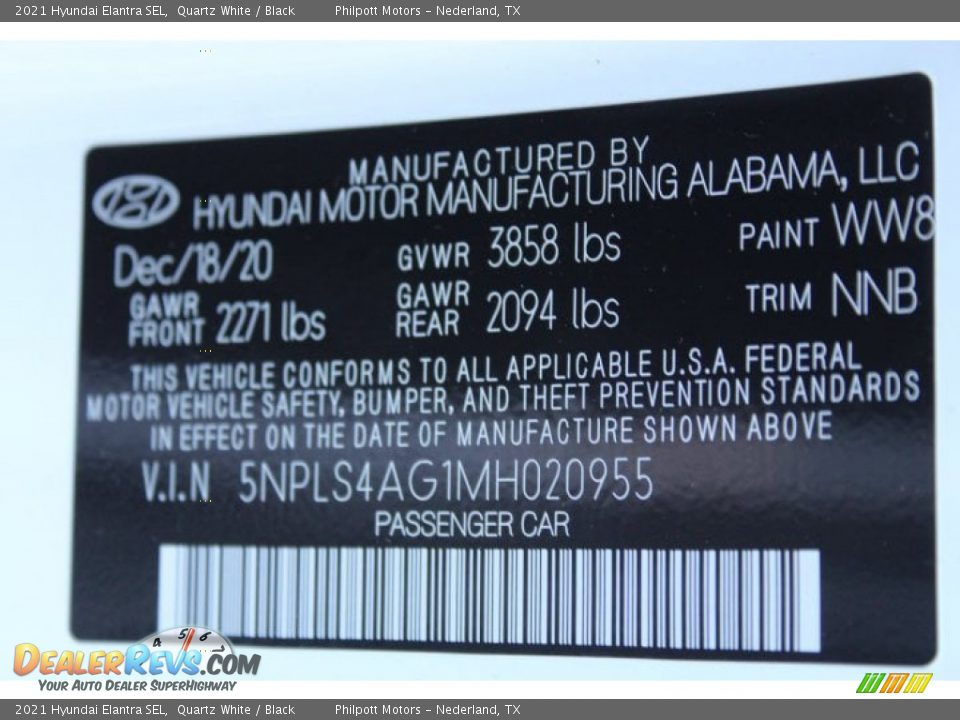 2021 Hyundai Elantra SEL, Quartz White / Black Philpott Motors - Nederland, TX
MANUFACTURED BY
HYUNDAI MOTOR MANUFACTURING ALABAMA, LLC
Dec/18/20 GVWR 3858 lbs PAINT WW8
GAWR FRONT 2271 lbs GAWR REAR 2094 lbs TRIM NNB
THIS VEHICLE CONFORMS TO ALL APPLICABLE U.S.A. FEDERAL
MOTOR VEHICLE SAFETY, BUMPER, AND THEFT PREVENTION STANDARDS
IN EFFECT ON THE DATE OF MANUFACTURE SHOWN ABOVE
V.I.N 5NPLS4AG1MH020955
PASSENGER CAR
4 5 6 7
DEALERREVS.COM
YOUR AUTO DEALER SUPERHIGHWAY
2021 Hyundai Elantra SEL, Quartz White / Black Philpott Motors - Nederland, TX